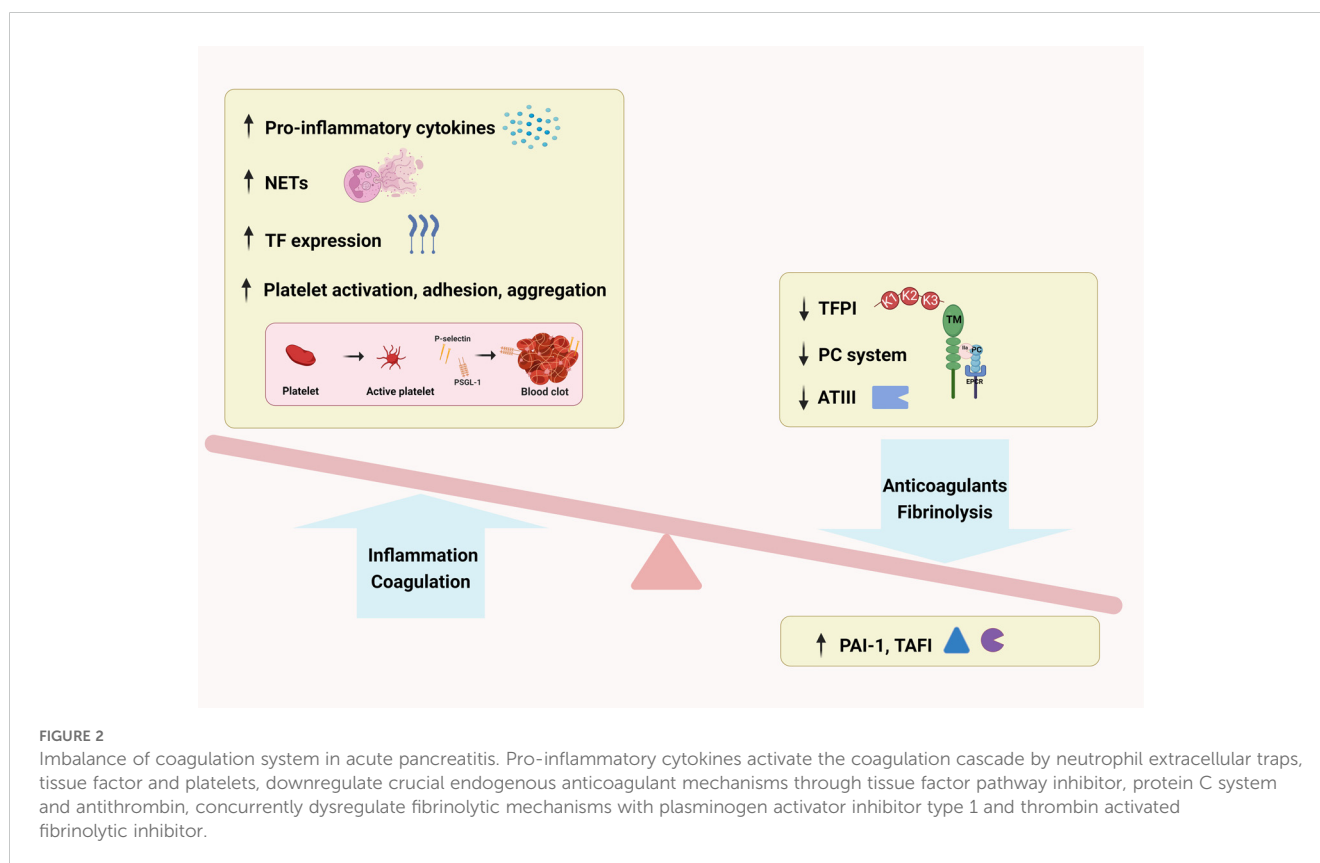 Pro-inflammatory cytokines
NETs
TF expression
Platelet activation, adhesion, aggregation
P-selectin
PSGL-1
Platelet
Active platelet
Blood clot
TFPI
K1
K2
K3
TM
PC system
IIa
PC
EPCR
ATIII
Anticoagulants
Fibrinolysis
Inflammation
Coagulation
PAI-1, TAFI
FIGURE 2
Imbalance of coagulation system in acute pancreatitis. Pro-inflammatory cytokines activate the coagulation cascade by neutrophil extracellular traps,
tissue factor and platelets, downregulate crucial endogenous anticoagulant mechanisms through tissue factor pathway inhibitor, protein C system
and antithrombin, concurrently dysregulate fibrinolytic mechanisms with plasminogen activator inhibitor type 1 and thrombin activated
fibrinolytic inhibitor.